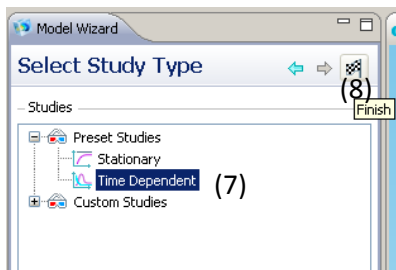 Model Wizard
Select Study Type
(8)
Finish
Studies
Preset Studies
Stationary
Time Dependent (7)
Custom Studies